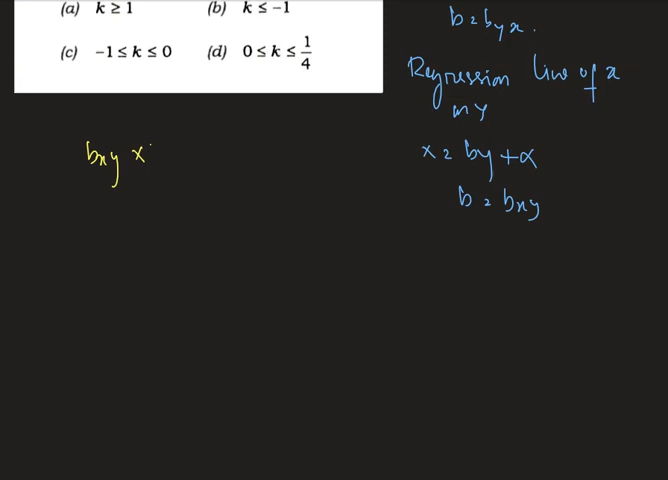 (a) k ≥ 1 (b) k ≤ −1
(c) −1 ≤ k ≤ 0 (d) 0 ≤ k ≤ 1/4
b = byx.
Regression line of x
on y
x = by + α
b = bxy
bxy x